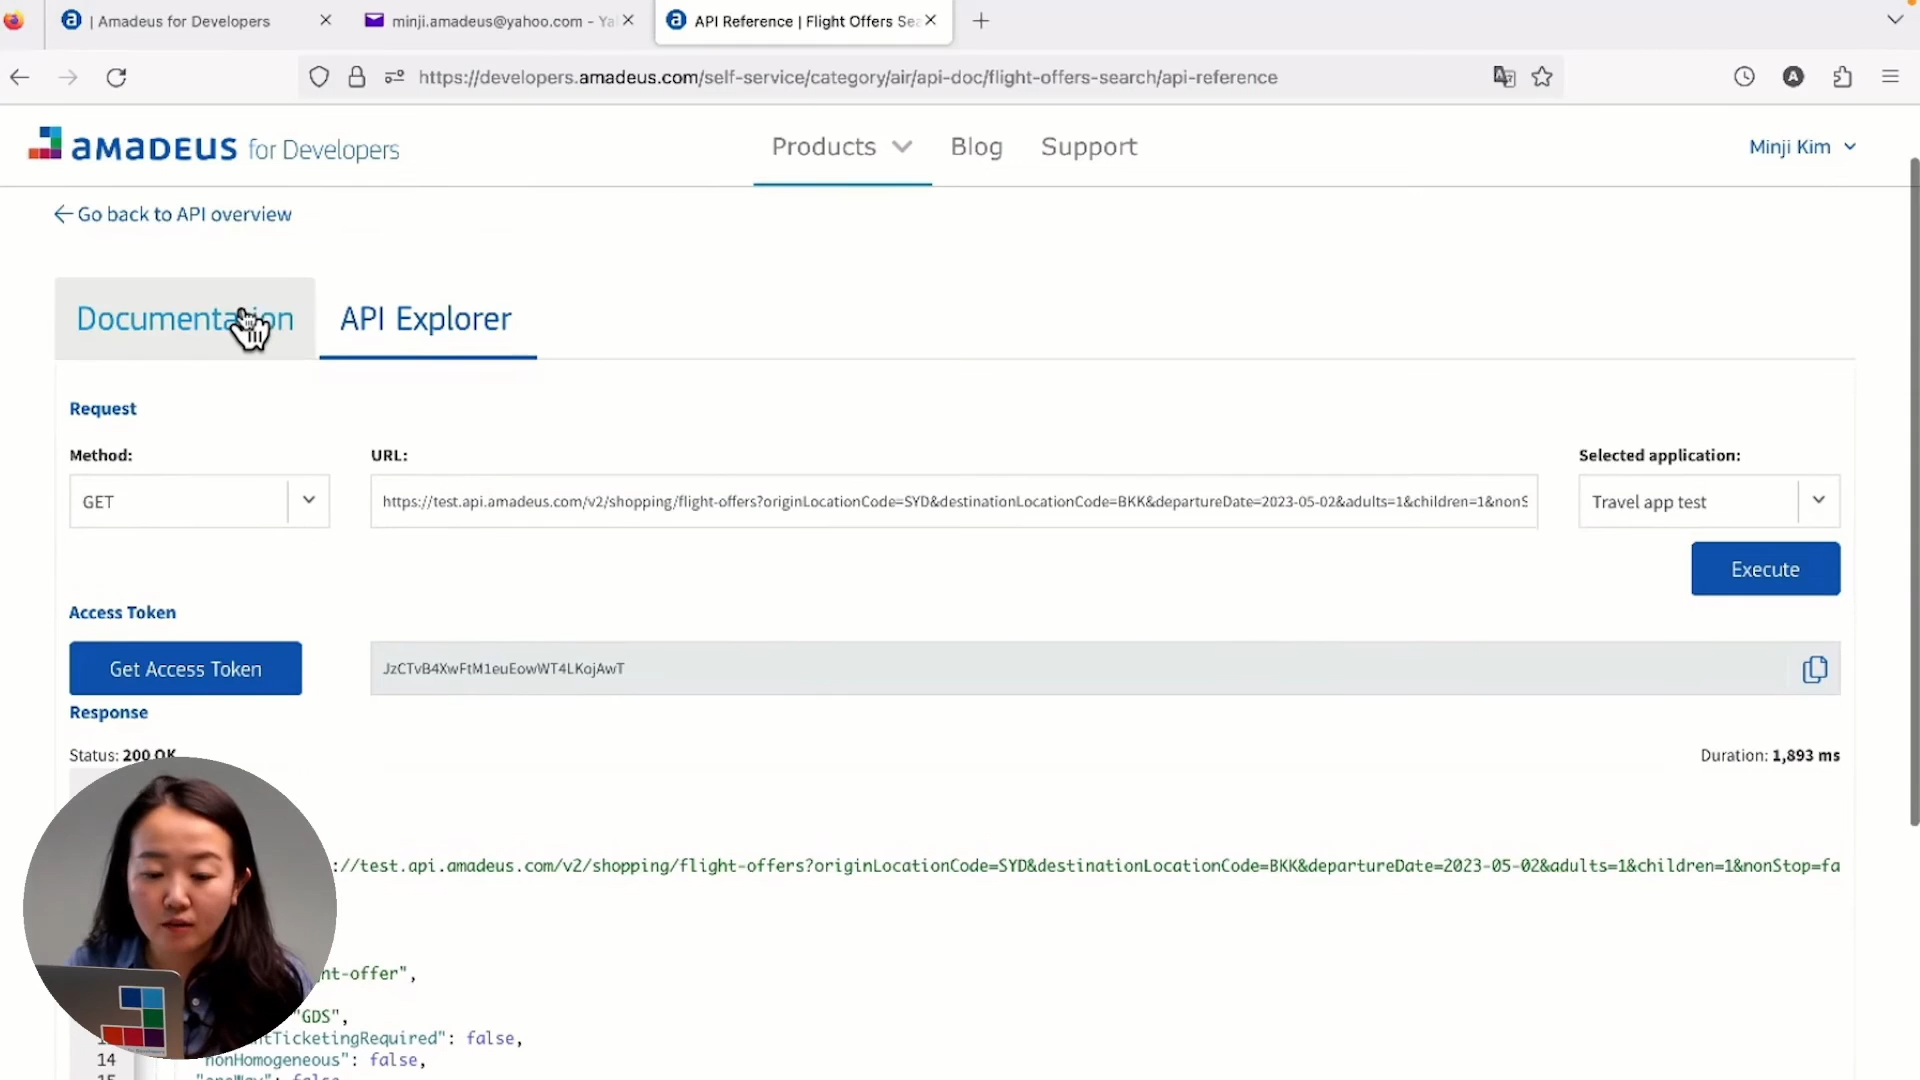 | Amadeus for Developers
minji.amadeus@yahoo.com - Ya
API Reference | Flight Offers Sea
https://developers.amadeus.com/self-service/category/air/api-doc/flight-offers-search/api-reference
A
amadeus for Developers
Products
Blog
Support
Minji Kim
Go back to API overview
Documentation
API Explorer
Request
Method:
URL:
Selected application:
GET
https://test.api.amadeus.com/v2/shopping/flight-offers?originLocationCode=SYD&destinationLocationCode=BKK&departureDate=2023-05-02&adults=1&children=1&nonS
Travel app test
Execute
Access Token
Get Access Token
JzCTvB4XwFtM1euEowWT4LKojAwT
Response
Status: 200 OK
Duration: 1,893 ms
://test.api.amadeus.com/v2/shopping/flight-offers?originLocationCode=SYD&destinationLocationCode=BKK&departureDate=2023-05-02&adults=1&children=1&nonStop=fa
ht-offer",
"GDS",
ntTicketingRequired": false,
14 "nonHomogeneous": false,
15 "oneWay": false,